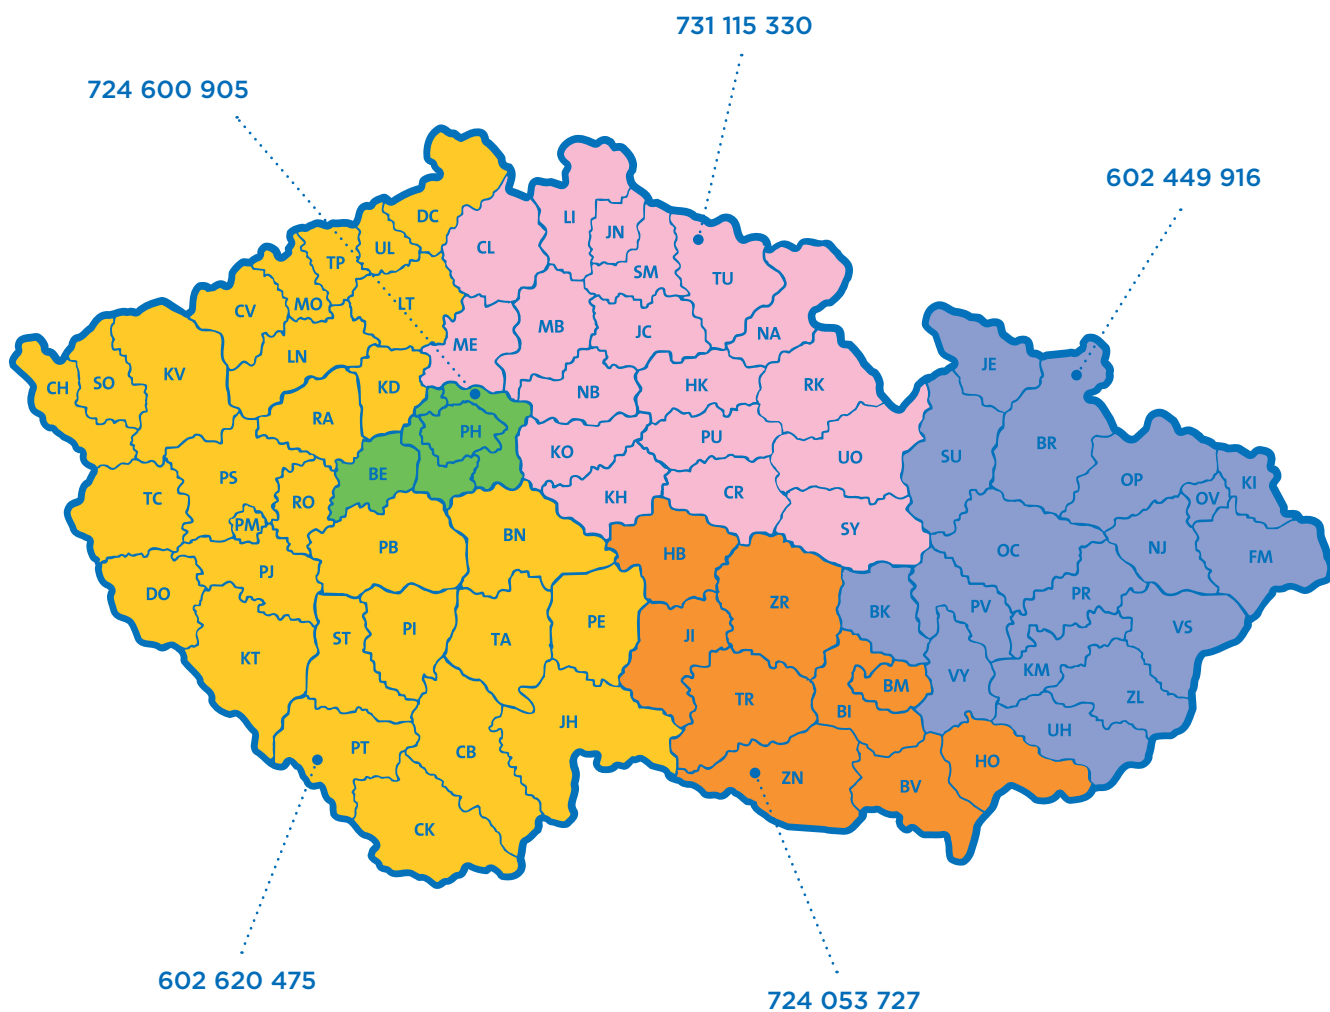 731 115 330
724 600 905
602 449 916
DC
LI
JN
UL
CL
TP
SM
TU
CV
MO
LT
MB
JC
NA
ME
LN
JE
CH
SO
KV
KD
NB
HK
RK
RA
PH
PU
BR
KO
UO
SU
BE
PS
OP
KI
TC
RO
KH
CR
OV
PM
SY
BN
PB
HB
OC
NJ
FM
PJ
DO
ZR
PR
PV
BK
PE
ST
PI
TA
JI
VS
KT
KM
VY
BM
TR
ZL
BI
JH
UH
PT
CB
HO
ZN
BV
CK
602 620 475
724 053 727